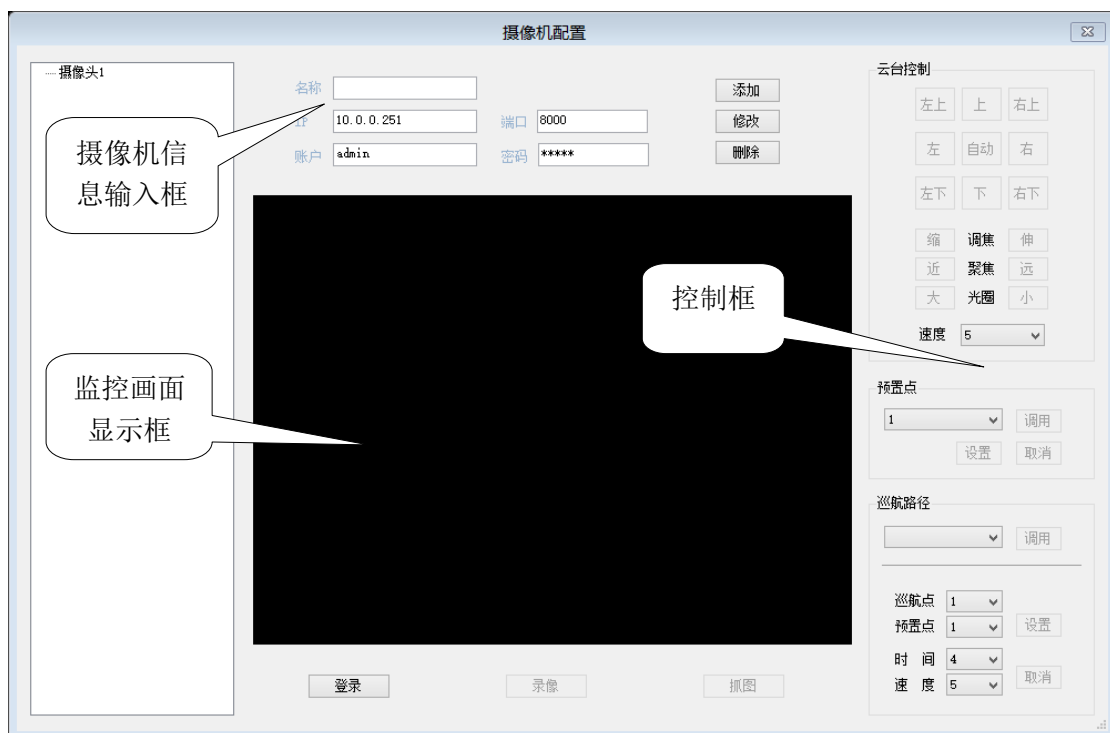 摄像机配置
摄像头1
名称
添加
IP 10.0.0.251 端口 8000
修改
账户 admin 密码 *****
删除
摄像机信
息输入框
监控画面
显示框
控制框
登录 录像 抓图
云台控制
左上 上 右上
左 自动 右
左下 下 右下
缩 调焦 伸
近 聚焦 远
大 光圈 小
速度 5
预置点
1 调用
设置 取消
巡航路径
调用
巡航点 1
预置点 1 设置
时 间 4
速 度 5 取消